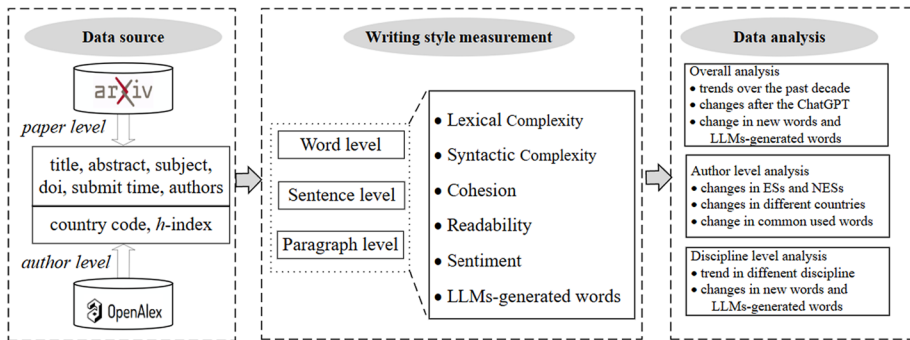 Data source
arXiv
paper level
title, abstract, subject,
doi, submit time, authors
country code, h-index
author level
OpenAlex
Writing style measurement
Word level
Sentence level
Paragraph level
● Lexical Complexity
● Syntactic Complexity
● Cohesion
● Readability
● Sentiment
● LLMs-generated words
Data analysis
Overall analysis
● trends over the past decade
● changes after the ChatGPT
● change in new words and
LLMs-generated words
Author level analysis
● changes in ESs and NESs
● changes in different countries
● change in common used words
Discipline level analysis
● trend in different discipline
● changes in new words and
LLMs-generated words